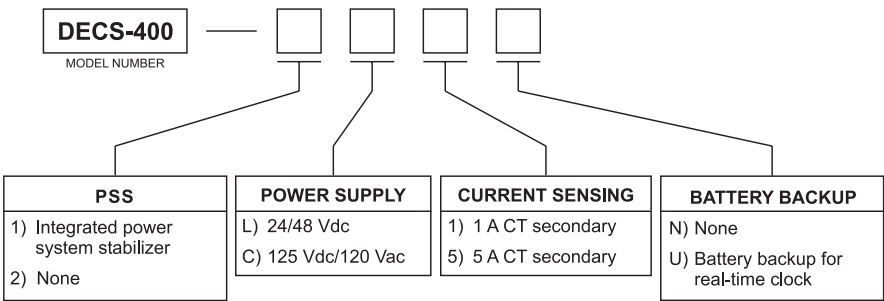 DECS-400
MODEL NUMBER
PSS
1) Integrated power
system stabilizer
2) None
POWER SUPPLY
L) 24/48 Vdc
C) 125 Vdc/120 Vac
CURRENT SENSING
1) 1 A CT secondary
5) 5 A CT secondary
BATTERY BACKUP
N) None
U) Battery backup for
real-time clock